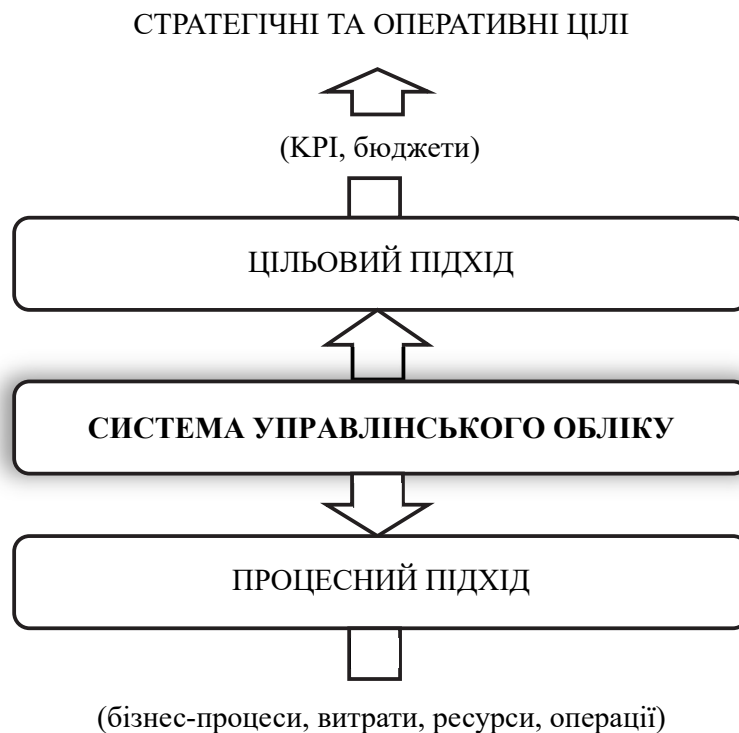 СТРАТЕГІЧНІ ТА ОПЕРАТИВНІ ЦІЛІ
(KPI, бюджети)
ЦІЛЬОВИЙ ПІДХІД
СИСТЕМА УПРАВЛІНСЬКОГО ОБЛІКУ
ПРОЦЕСНИЙ ПІДХІД
(бізнес-процеси, витрати, ресурси, операції)